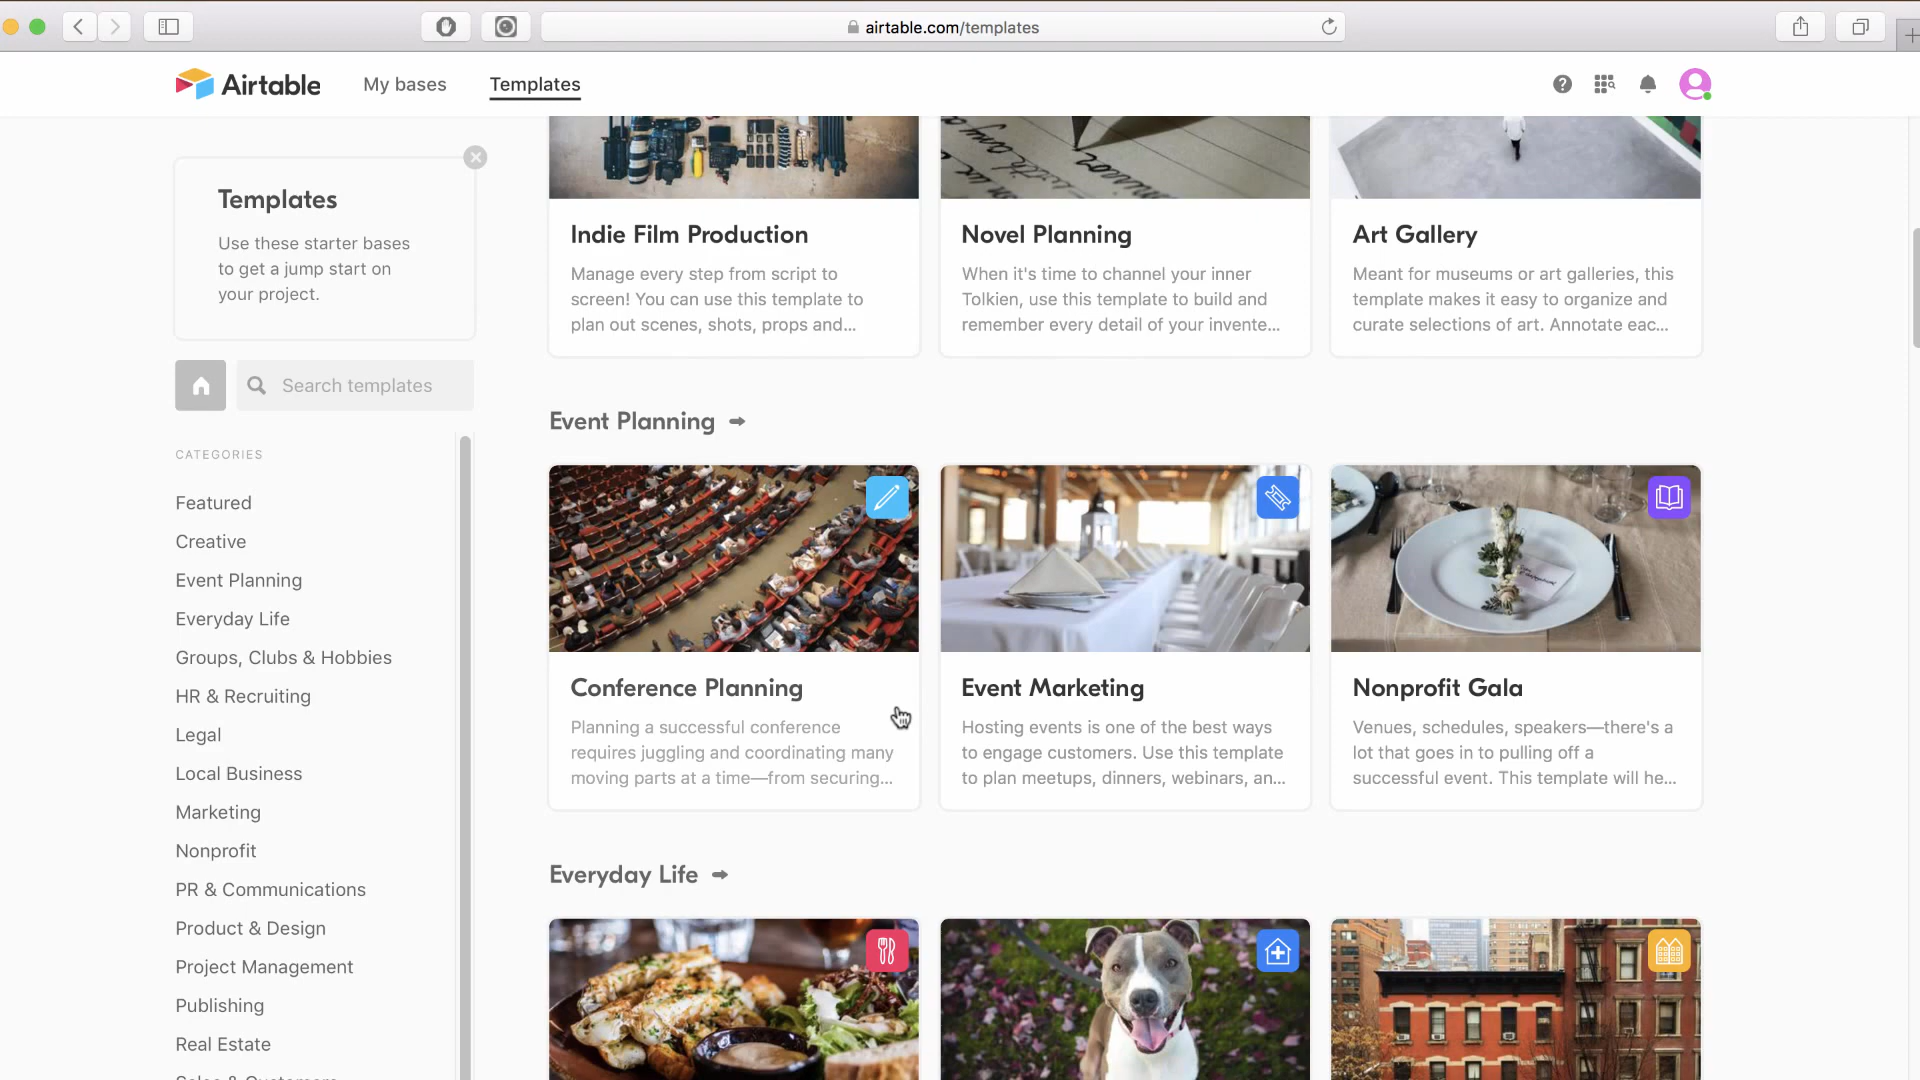 airtable.com/templates
Airtable
My bases
Templates
Templates
Use these starter bases
to get a jump start on
your project.
Search templates
CATEGORIES
Featured
Creative
Event Planning
Everyday Life
Groups, Clubs & Hobbies
HR & Recruiting
Legal
Local Business
Marketing
Nonprofit
PR & Communications
Product & Design
Project Management
Publishing
Real Estate
Indie Film Production
Manage every step from script to
screen! You can use this template to
plan out scenes, shots, props and...
Novel Planning
When it's time to channel your inner
Tolkien, use this template to build and
remember every detail of your invente...
Art Gallery
Meant for museums or art galleries, this
template makes it easy to organize and
curate selections of art. Annotate eac...
Event Planning →
Conference Planning
Planning a successful conference
requires juggling and coordinating many
moving parts at a time—from securing...
Event Marketing
Hosting events is one of the best ways
to engage customers. Use this template
to plan meetups, dinners, webinars, an...
Nonprofit Gala
Venues, schedules, speakers—there's a
lot that goes in to pulling off a
successful event. This template will he...
Everyday Life →